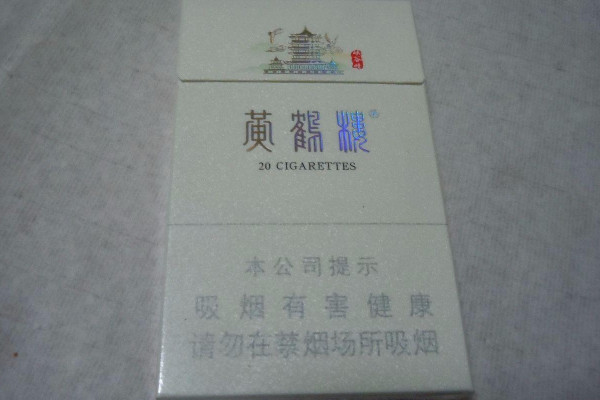 黃鶴樓®
20 CIGARETTES
本公司提示
吸烟有害健康
请勿在禁烟场所吸烟